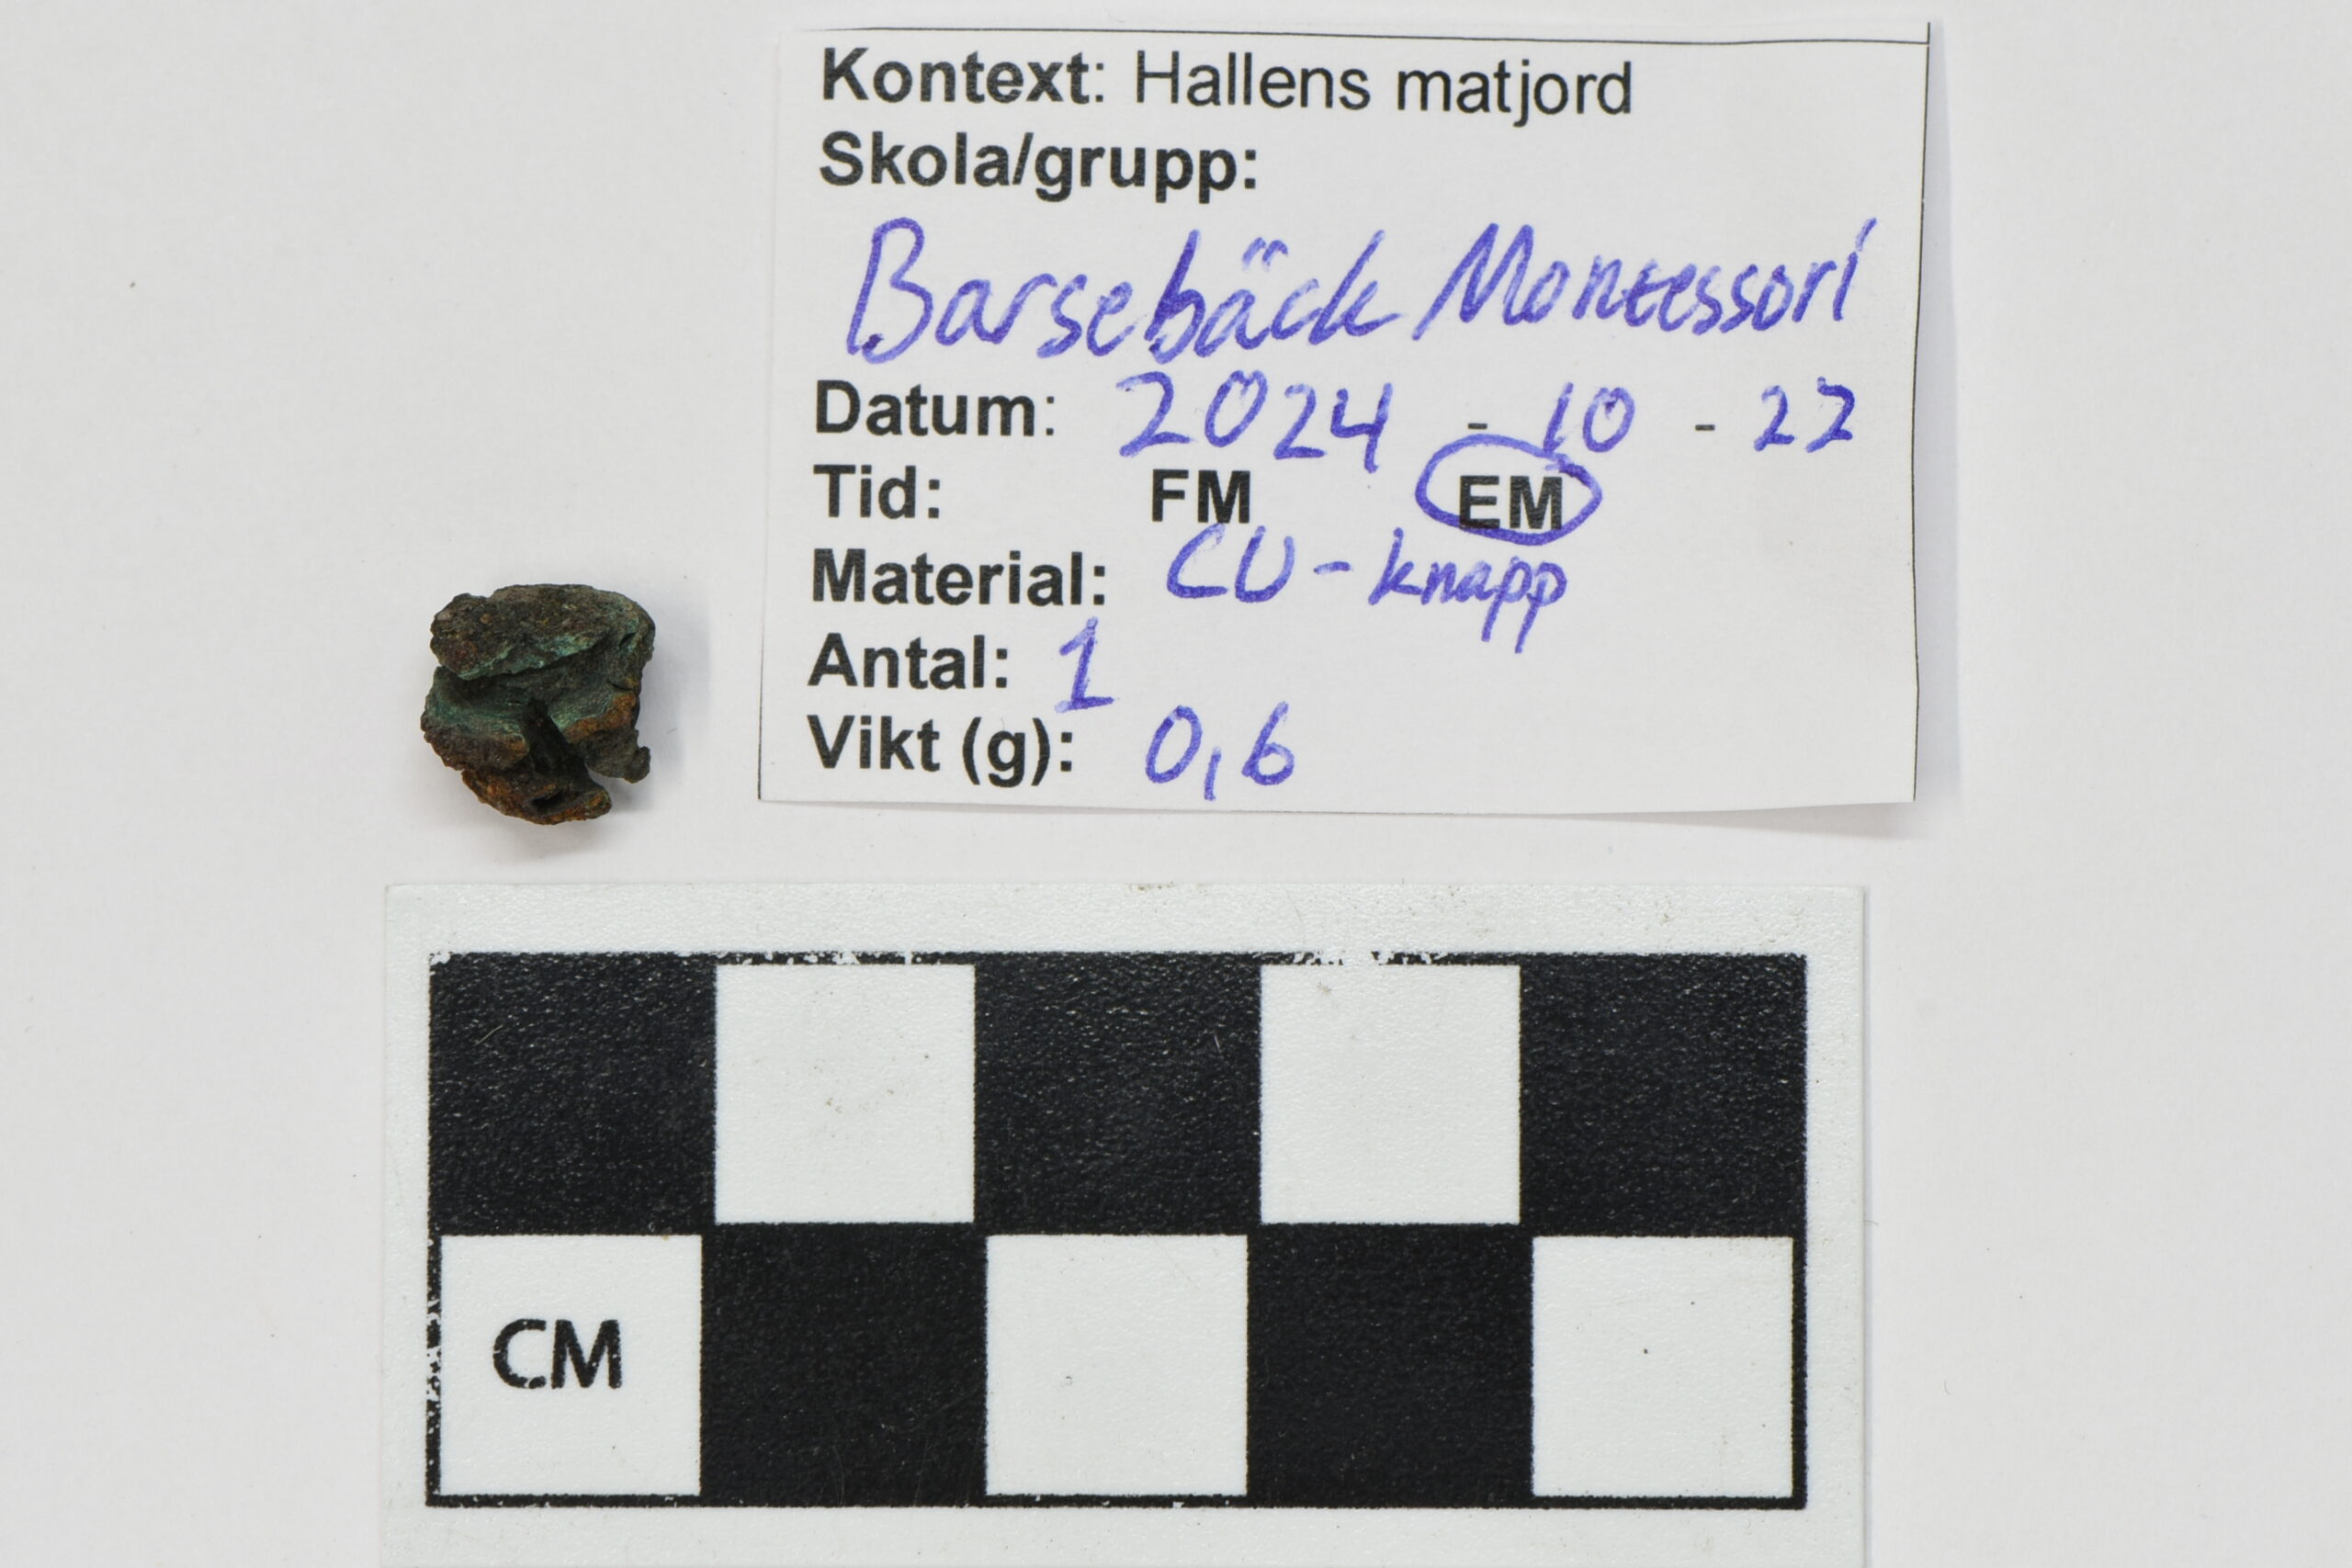 Kontext: Hallens matjord
Skola/grupp:
Barsebäck Montessori
Datum: 2024 - 10 - 22
Tid: FM EM
Material: CU-knapp
Antal: 1
Vikt (g): 0,6
CM